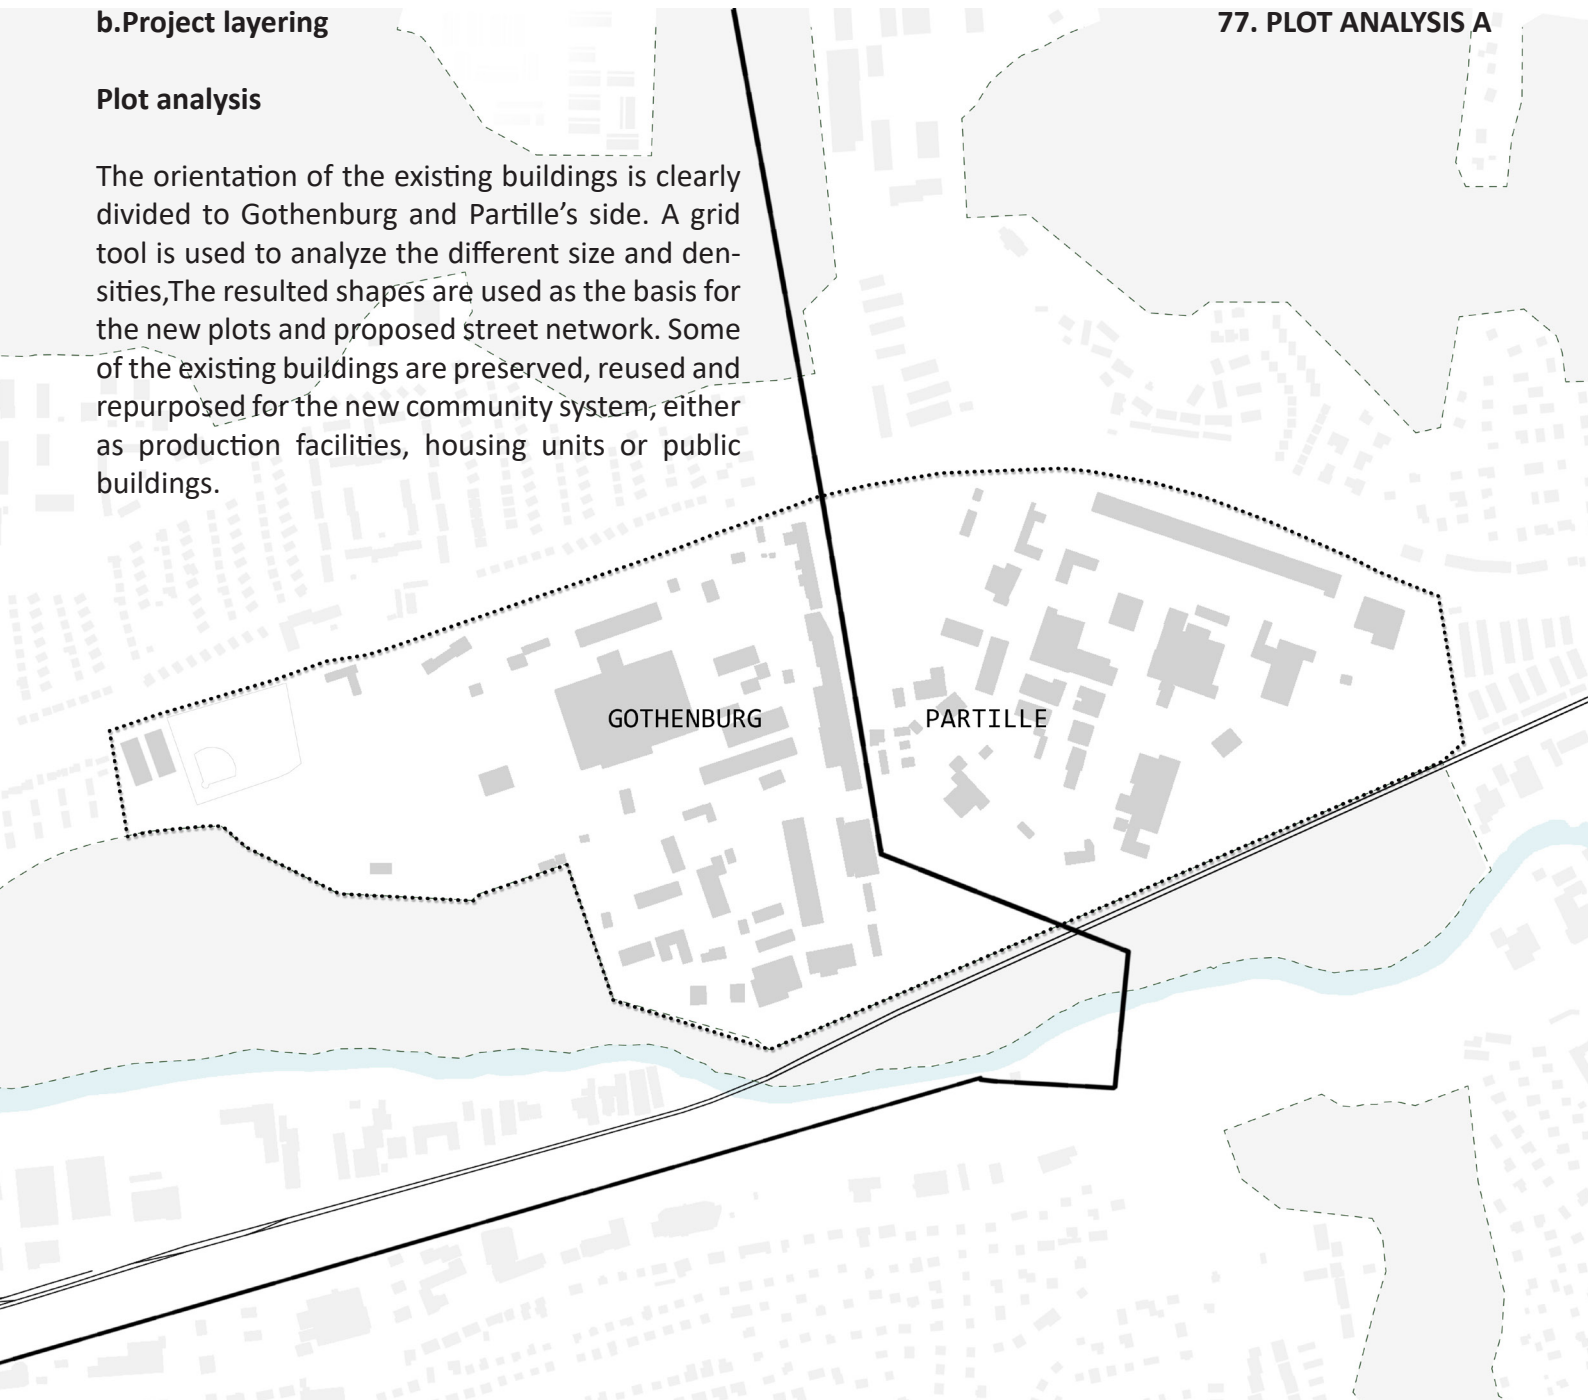 b.Project layering
77. PLOT ANALYSIS A
Plot analysis
The orientation of the existing buildings is clearly
divided to Gothenburg and Partille’s side. A grid
tool is used to analyze the different size and den-
sities,The resulted shapes are used as the basis for
the new plots and proposed street network. Some
of the existing buildings are preserved, reused and
repurposed for the new community system, either
as production facilities, housing units or public
buildings.
GOTHENBURG
PARTILLE